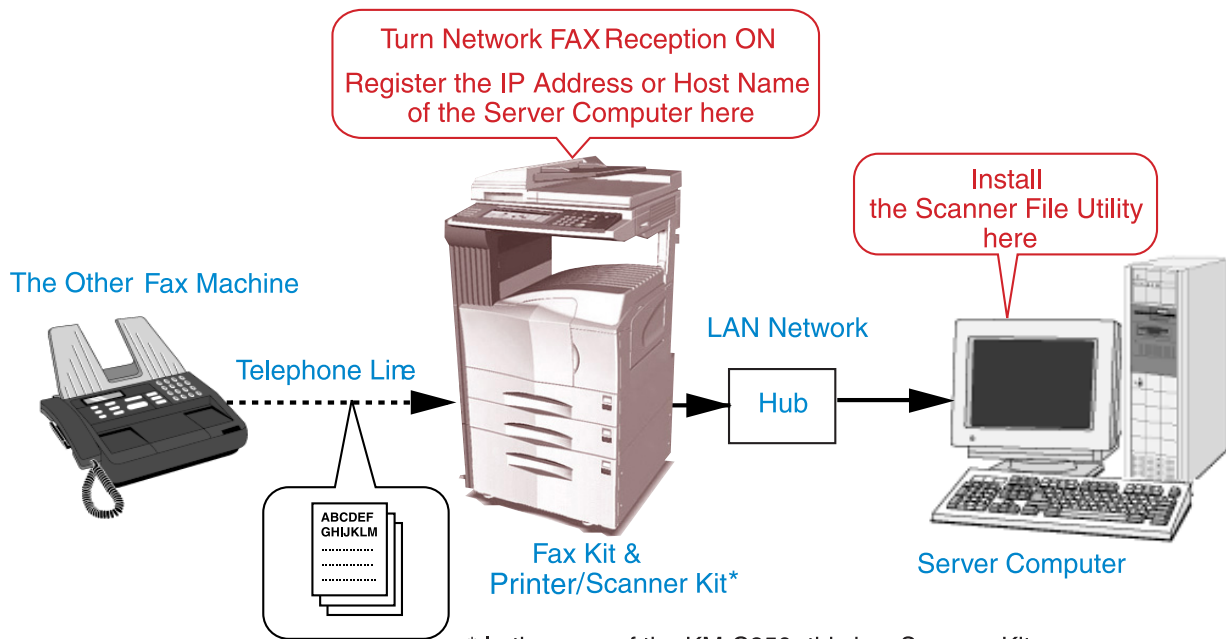 Turn Network FAX Reception ON
Register the IP Address or Host Name
of the Server Computer here
Install
the Scanner File Utility
here
The Other Fax Machine
Telephone Line
LAN Network
Hub
ABCDEF
GHIJKLM
Fax Kit &
Printer/Scanner Kit*
Server Computer